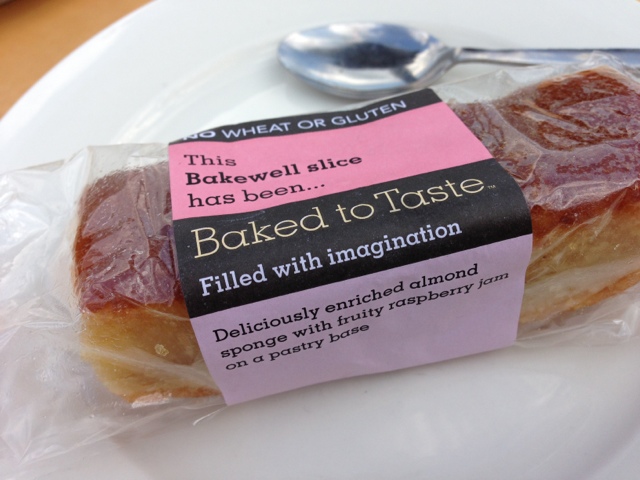 NO WHEAT OR GLUTEN
This
Bakewell slice
has been...
Baked to Taste™
Filled with imagination
Deliciously enriched almond
sponge with fruity raspberry jam
on a pastry base